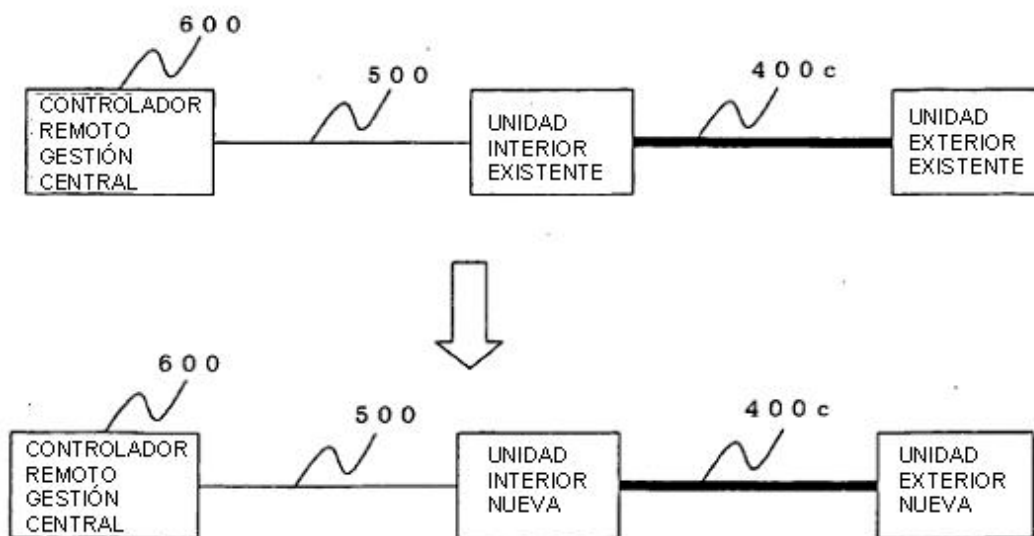 600
500
400c
CONTROLADOR
REMOTO
GESTIÓN
CENTRAL
UNIDAD
INTERIOR
EXISTENTE
UNIDAD
EXTERIOR
EXISTENTE
600
500
400c
CONTROLADOR
REMOTO
GESTIÓN
CENTRAL
UNIDAD
INTERIOR
NUEVA
UNIDAD
EXTERIOR
NUEVA